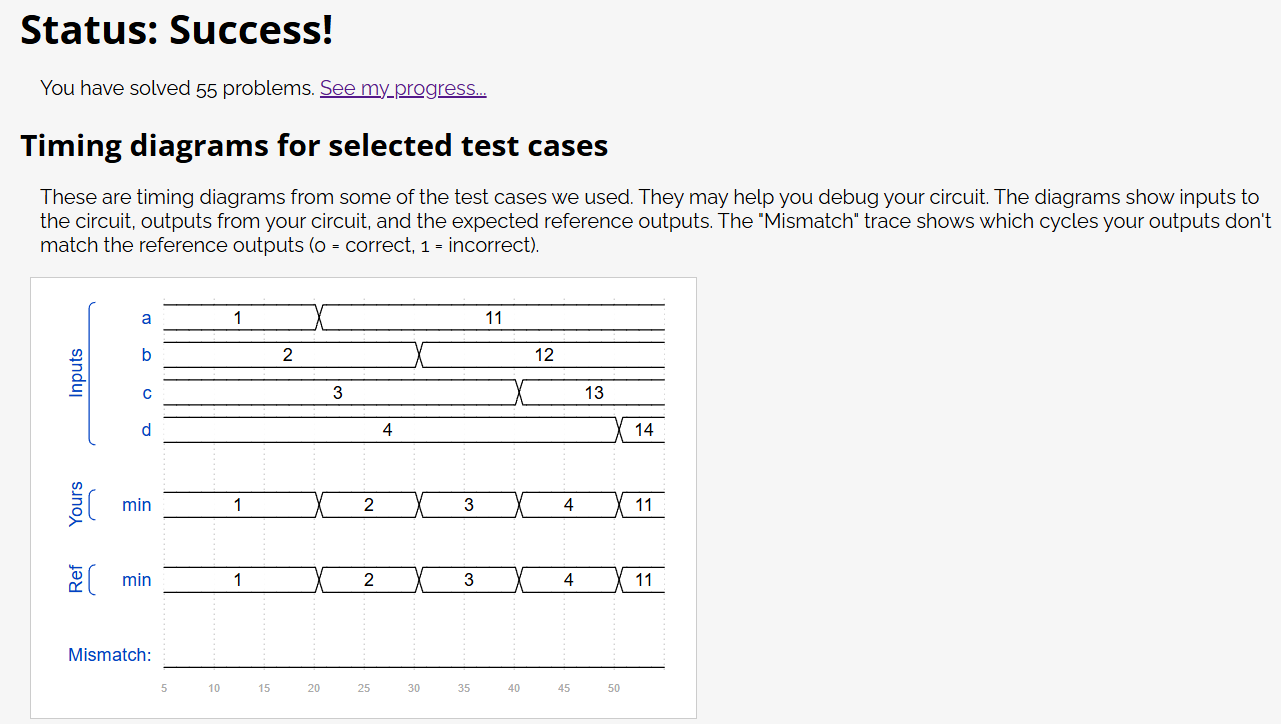 Status: Success!
You have solved 55 problems. See my progress...
Timing diagrams for selected test cases
These are timing diagrams from some of the test cases we used. They may help you debug your circuit. The diagrams show inputs to
the circuit, outputs from your circuit, and the expected reference outputs. The "Mismatch" trace shows which cycles your outputs don't
match the reference outputs (0 = correct, 1 = incorrect).
Inputs
a 1 11
b 2 12
c 3 13
d 4 14
Yours
min 1 2 3 4 11
Ref
min 1 2 3 4 11
Mismatch:
5 10 15 20 25 30 35 40 45 50